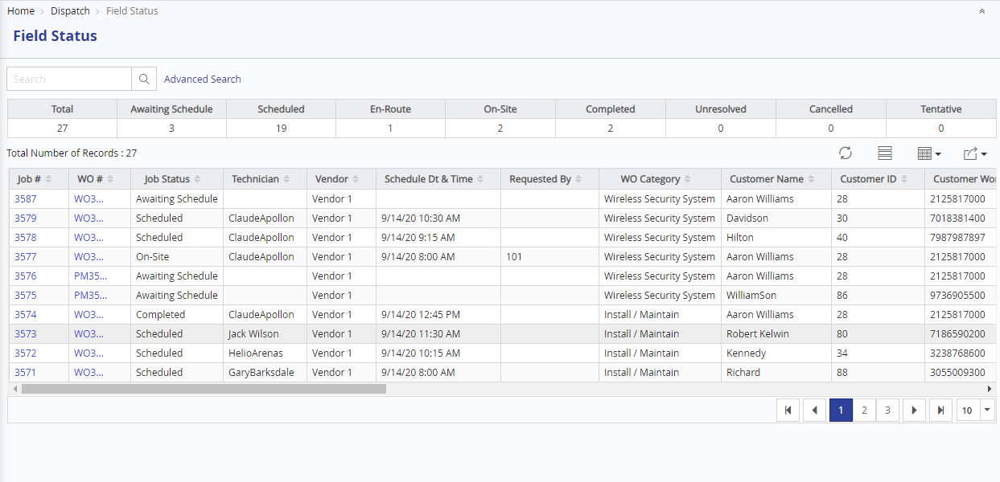 Home > Dispatch > Field Status
Field Status
Search Advanced Search
Total Awaiting Schedule Scheduled En-Route On-Site Completed Unresolved Cancelled Tentative
27 3 19 1 2 2 0 0 0
Total Number of Records : 27
Job # WO # Job Status Technician Vendor Schedule Dt & Time Requested By WO Category Customer Name Customer ID Customer Wor
3587 WO3... Awaiting Schedule Vendor 1 Wireless Security System Aaron Williams 28 2125817000
3579 WO3... Scheduled ClaudeApollon Vendor 1 9/14/20 10:30 AM Wireless Security System Davidson 30 7018381400
3578 WO3... Scheduled ClaudeApollon Vendor 1 9/14/20 9:15 AM Wireless Security System Hilton 40 7987987897
3577 WO3... On-Site ClaudeApollon Vendor 1 9/14/20 8:00 AM 101 Wireless Security System Aaron Williams 28 2125817000
3576 PM35... Awaiting Schedule Vendor 1 Wireless Security System Aaron Williams 28 2125817000
3575 PM35... Awaiting Schedule Vendor 1 Wireless Security System WilliamSon 86 9736905500
3574 WO3... Completed ClaudeApollon Vendor 1 9/14/20 12:45 PM Install / Maintain Aaron Williams 28 2125817000
3573 WO3... Scheduled Jack Wilson Vendor 1 9/14/20 11:30 AM Install / Maintain Robert Kelwin 80 7186590200
3572 WO3... Scheduled HelioArenas Vendor 1 9/14/20 10:15 AM Install / Maintain Kennedy 34 3238768600
3571 WO3... Scheduled GaryBarksdale Vendor 1 9/14/20 8:00 AM Install / Maintain Richard 88 3055009300
1 2 3 10